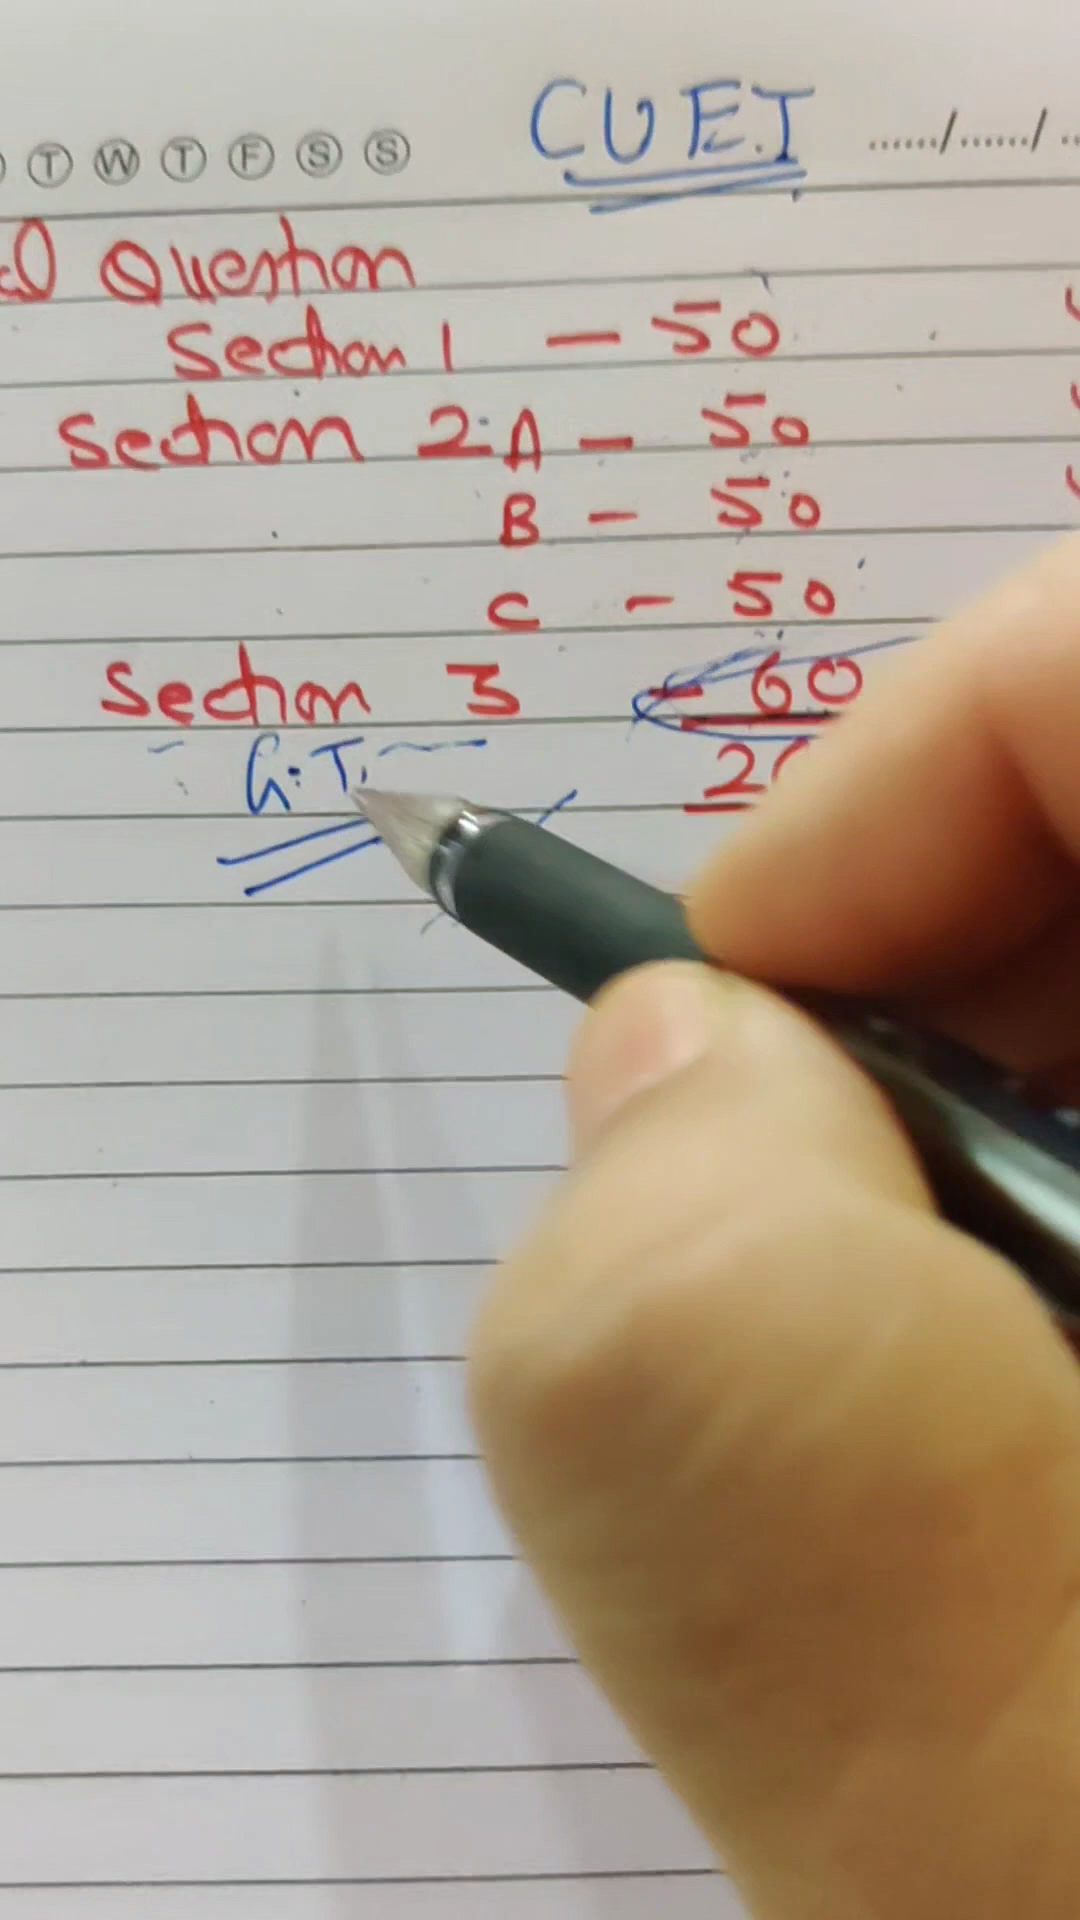 T W T F S S CUET ....../....../..
Question
Section 1 — 50
Section 2. A — 50
B — 50
C — 50
Section 3 — 60
G.T.